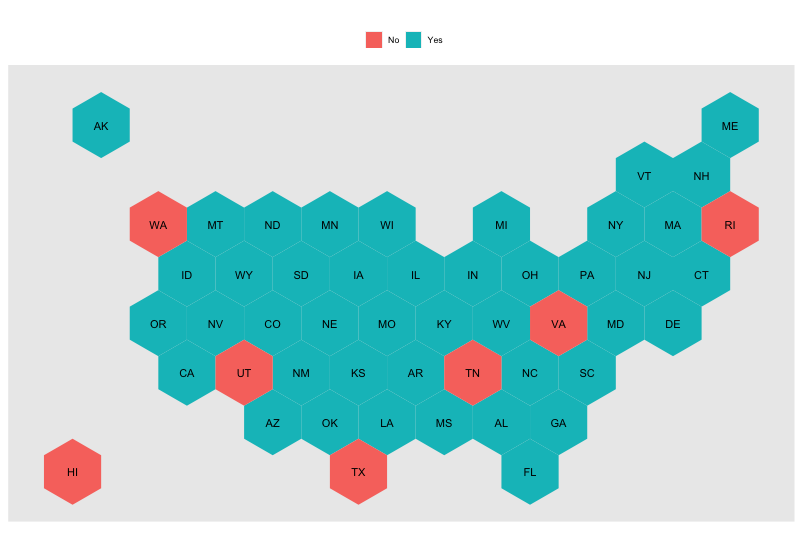 No Yes
AK
ME
VT NH
WA MT ND MN WI MI NY MA RI
ID WY SD IA IL IN OH PA NJ CT
OR NV CO NE MO KY WV VA MD DE
CA UT NM KS AR TN NC SC
AZ OK LA MS AL GA
HI TX FL